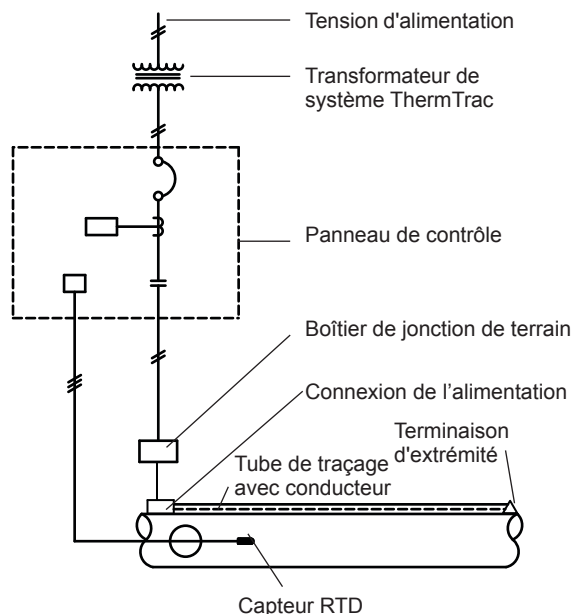 Tension d'alimentation
Transformateur de
système ThermTrac
Panneau de contrôle
Boîtier de jonction de terrain
Connexion de l’alimentation
Terminaison
d'extrémité
Tube de traçage
avec conducteur
Capteur RTD